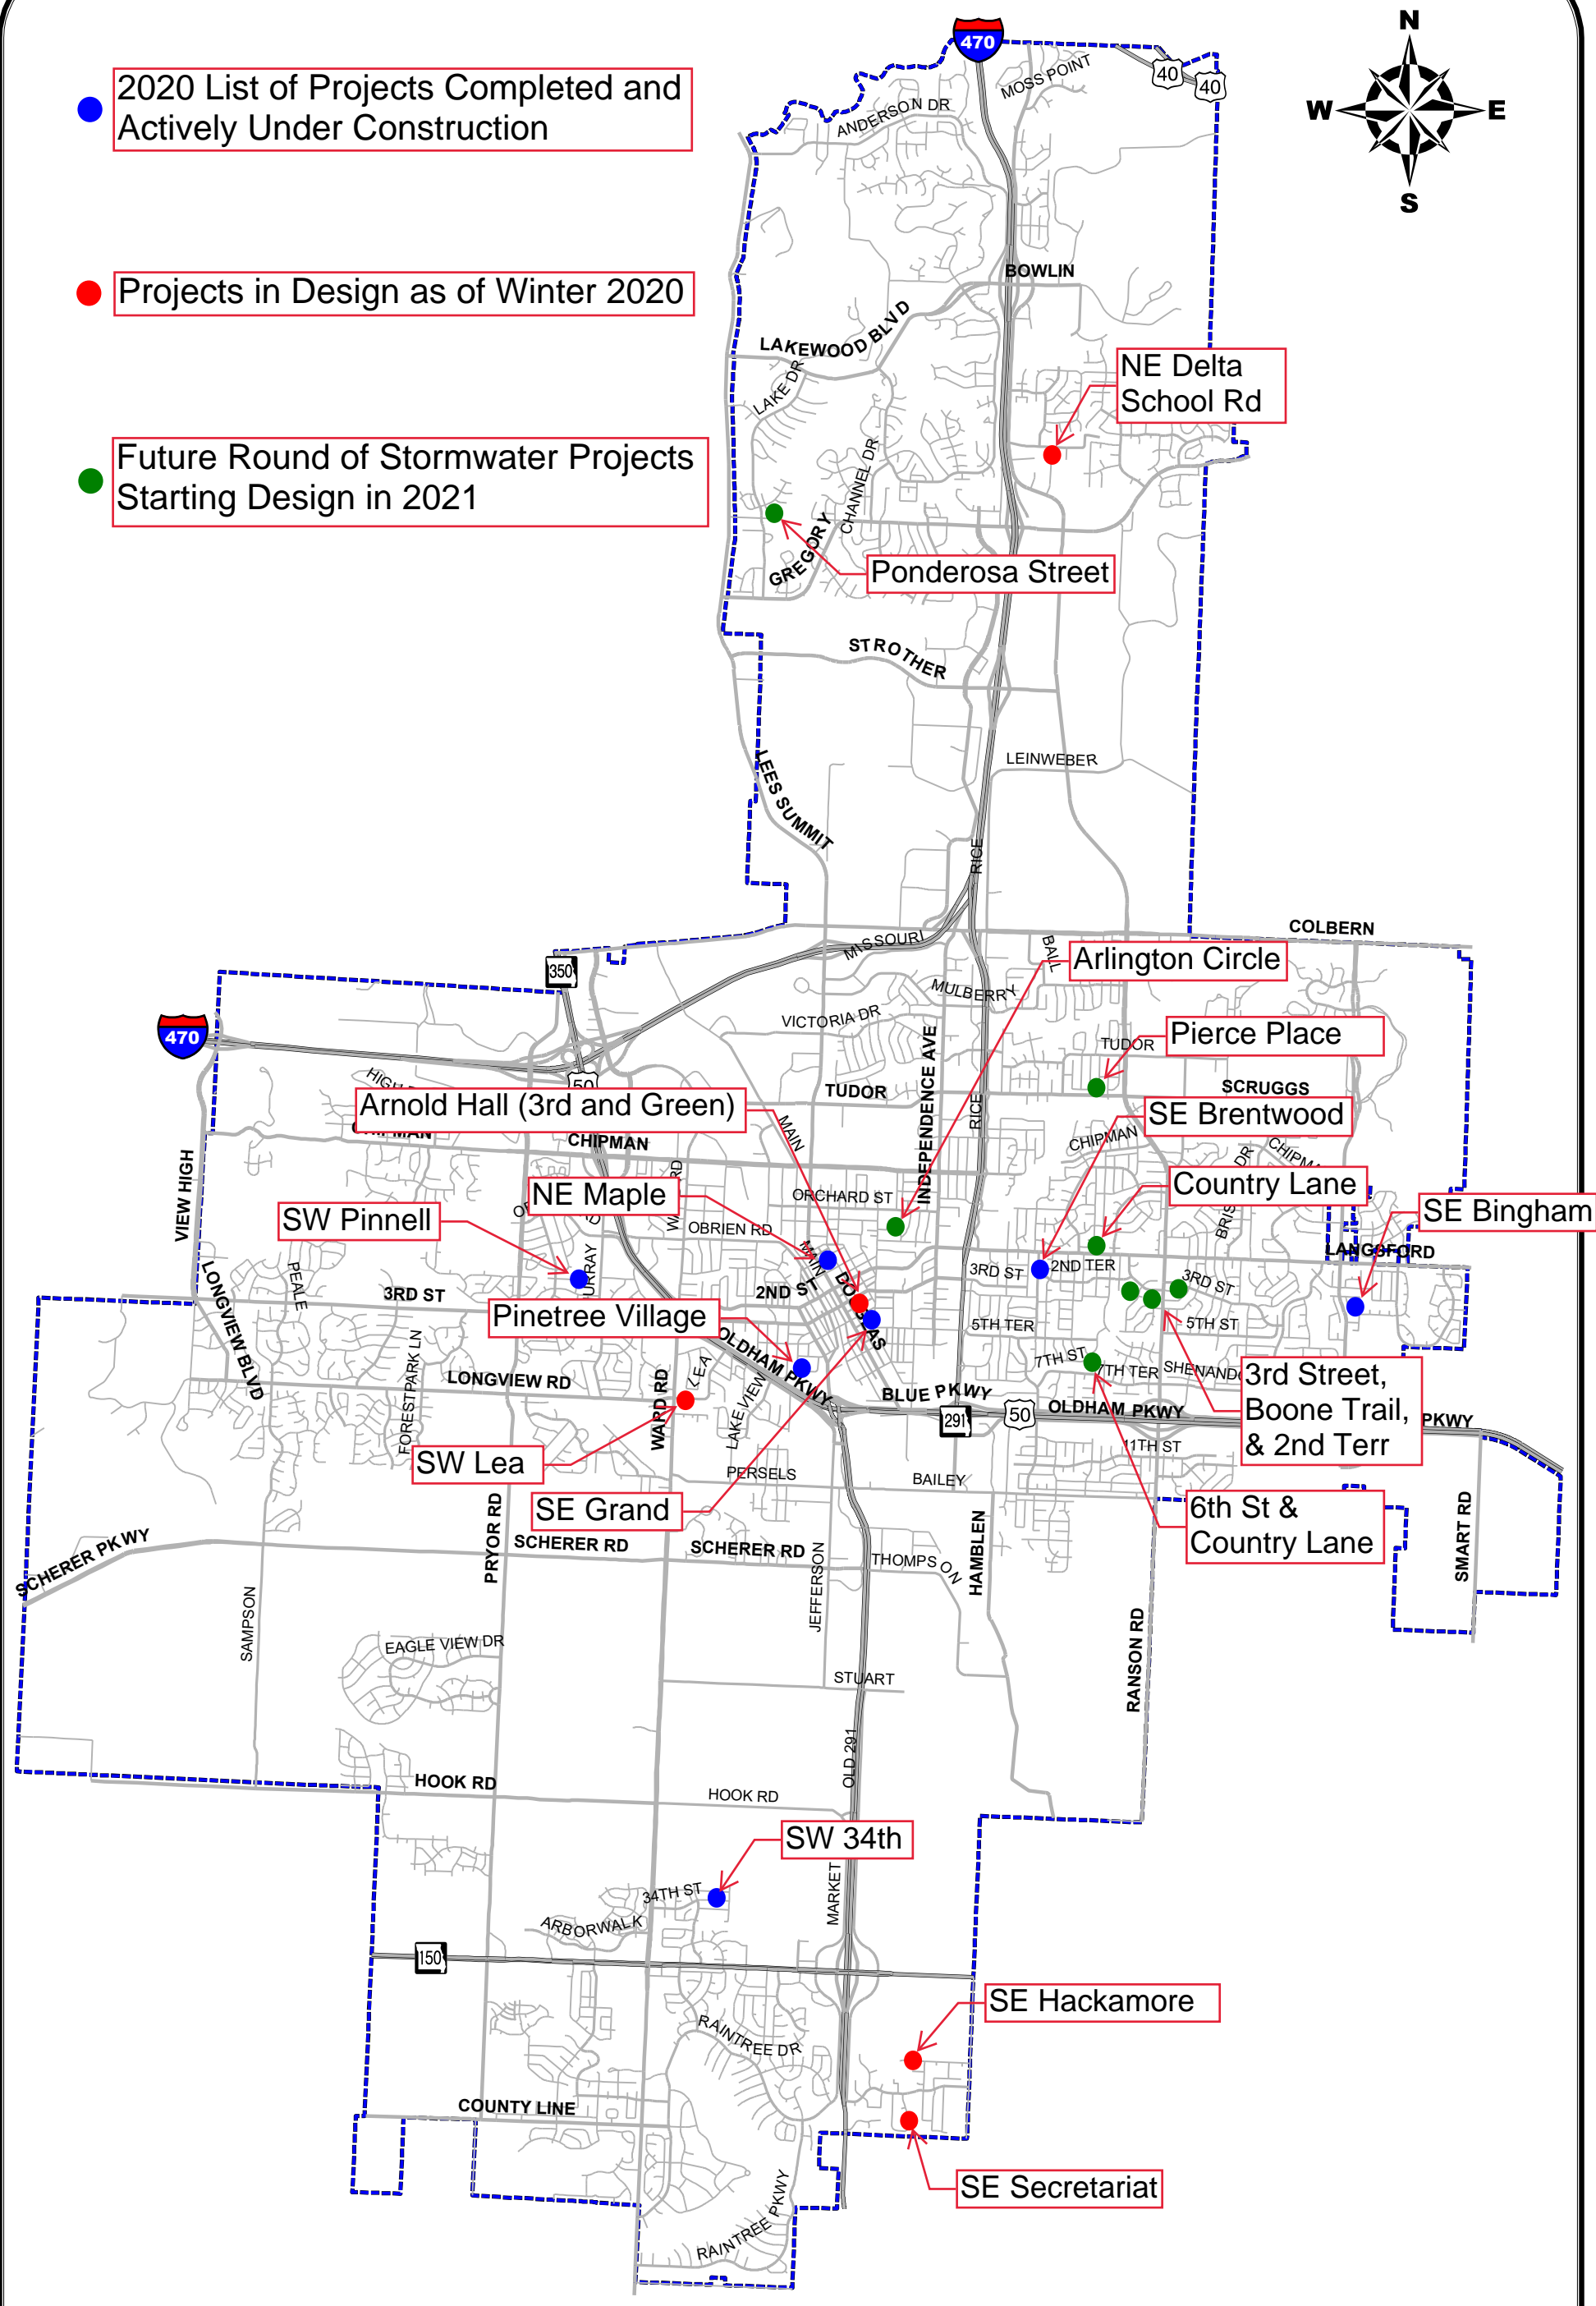 N
W
E
S
470
40
40
2020 List of Projects Completed and
Actively Under Construction
MOSS POINT
ANDERSON DR
Projects in Design as of Winter 2020
BOWLIN
LAKEWOOD BLVD
LAKE DR
NE Delta
School Rd
Future Round of Stormwater Projects
Starting Design in 2021
CHANNEL DR
GREGORY
Ponderosa Street
STROTHER
LEINWEBER
LEES SUMMIT
RICE
COLBERN
MISSOURI
BALL
Arlington Circle
350
MULBERRY
VICTORIA DR
470
Pierce Place
TUDOR
50
TUDOR
INDEPENDENCE AVE
SCRUGGS
Arnold Hall (3rd and Green)
MAIN
RICE
SE Brentwood
CHIPMAN
CHIPMAN
CHIPMAN
VIEW HIGH
NE Maple
ORCHARD ST
Country Lane
SW Pinnell
OBRIEN RD
MAIN
SE Bingham
LANGSFORD
LONGVIEW BLVD
PEALE
3RD ST
2ND ST
DOUGLAS
3RD ST
2ND TER
3RD ST
Pinetree Village
5TH TER
5TH ST
FORESTPARK LN
OLDHAM PKWY
7TH ST
7TH TER
3rd Street,
Boone Trail,
& 2nd Terr
LONGVIEW RD
WARD RD
LEA
LAKE VIEW
BLUE PKWY
OLDHAM PKWY
PKWY
291
50
11TH ST
SW Lea
PERSELS
BAILEY
SE Grand
6th St &
Country Lane
PRYOR RD
SCHERER PKWY
SCHERER RD
SCHERER RD
JEFFERSON
THOMPSON
HAMBLEN
SMART RD
SAMPSON
EAGLE VIEW DR
STUART
RANSON RD
OLD 291
HOOK RD
HOOK RD
SW 34th
34TH ST
MARKET
ARBORWALK
150
SE Hackamore
RAINTREE DR
COUNTY LINE
SE Secretariat
RAINTREE PKWY